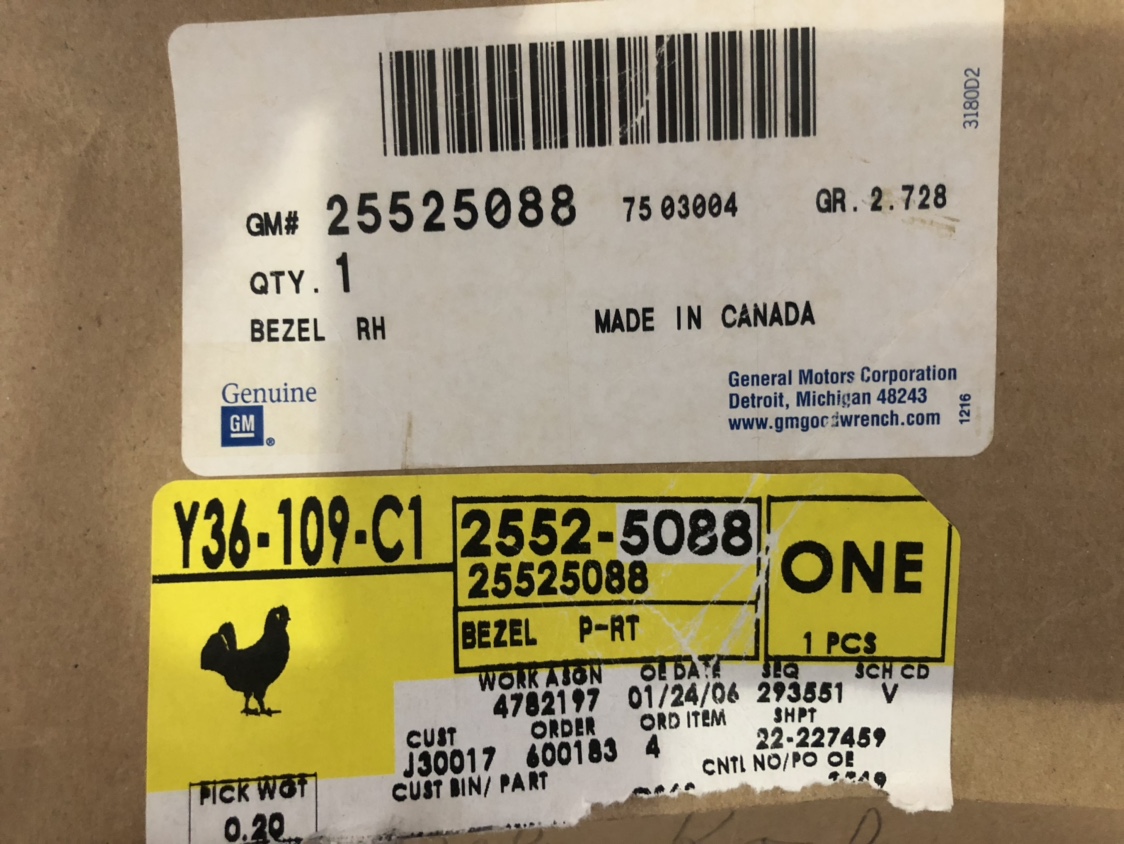 3180D2
GM# 25525088 7503004 GR. 2.728
QTY. 1
BEZEL RH MADE IN CANADA
Genuine
GM
®
General Motors Corporation
Detroit, Michigan 48243
www.gmgoodwrench.com
1216
Y36-109-C1
2552-5088
25525088
BEZEL P-RT
ONE
1 PCS
WORK ASGN OE DATE SEQ SCH CD
4782197 01/24/06 293551 V
CUST ORDER ORD ITEM SHPT
J30017 600183 4 22-227459
CUST BIN/ PART CNTL NO/PO OE
PICK WGT
0.20